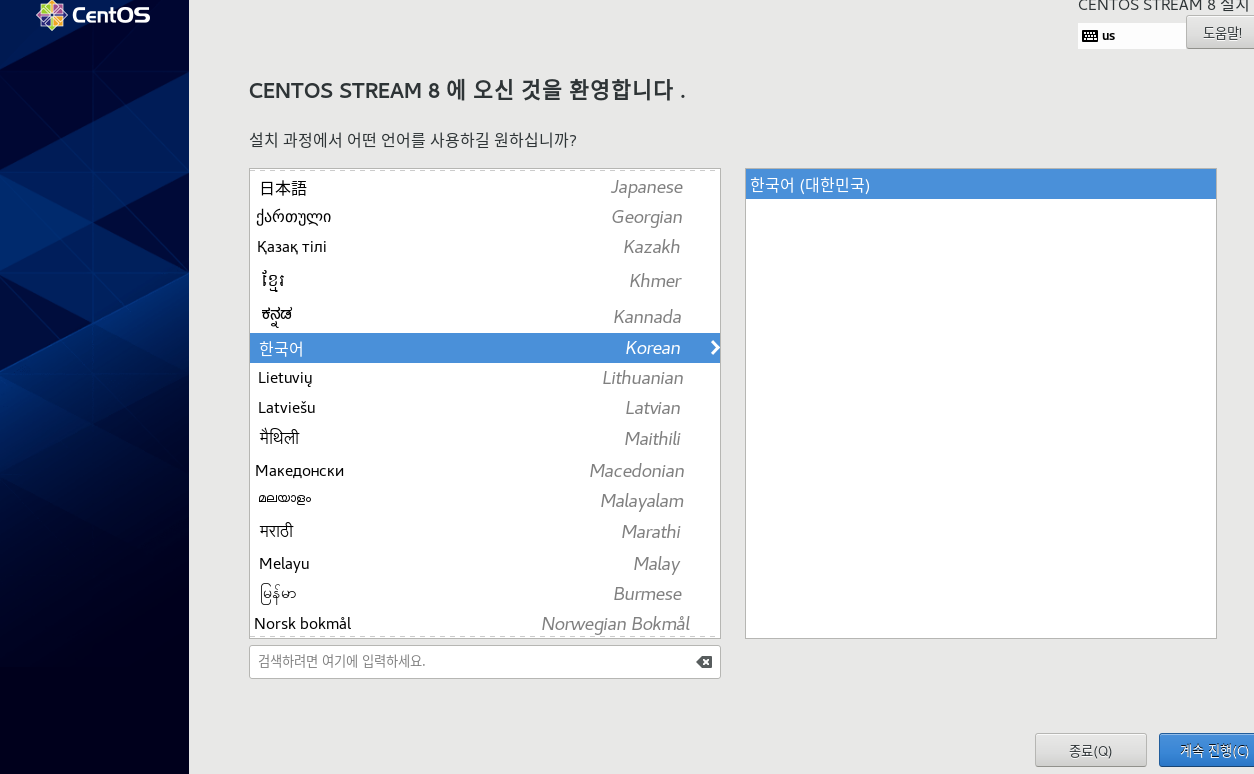 CentOS
CENTOS STREAM 8 설치
us
도움말!
CENTOS STREAM 8 에 오신 것을 환영합니다 .
설치 과정에서 어떤 언어를 사용하길 원하십니까?
日本語 Japanese
ქართული Georgian
Қазақ тілі Kazakh
ខ្មែរ Khmer
ಕನ್ನಡ Kannada
한국어 Korean
Lietuvių Lithuanian
Latviešu Latvian
मैथिली Maithili
Македонски Macedonian
മലയാളം Malayalam
मराठी Marathi
Melayu Malay
မြန်မာ Burmese
Norsk bokmål Norwegian Bokmål
한국어 (대한민국)
검색하려면 여기에 입력하세요.
종료(Q)
계속 진행(C)